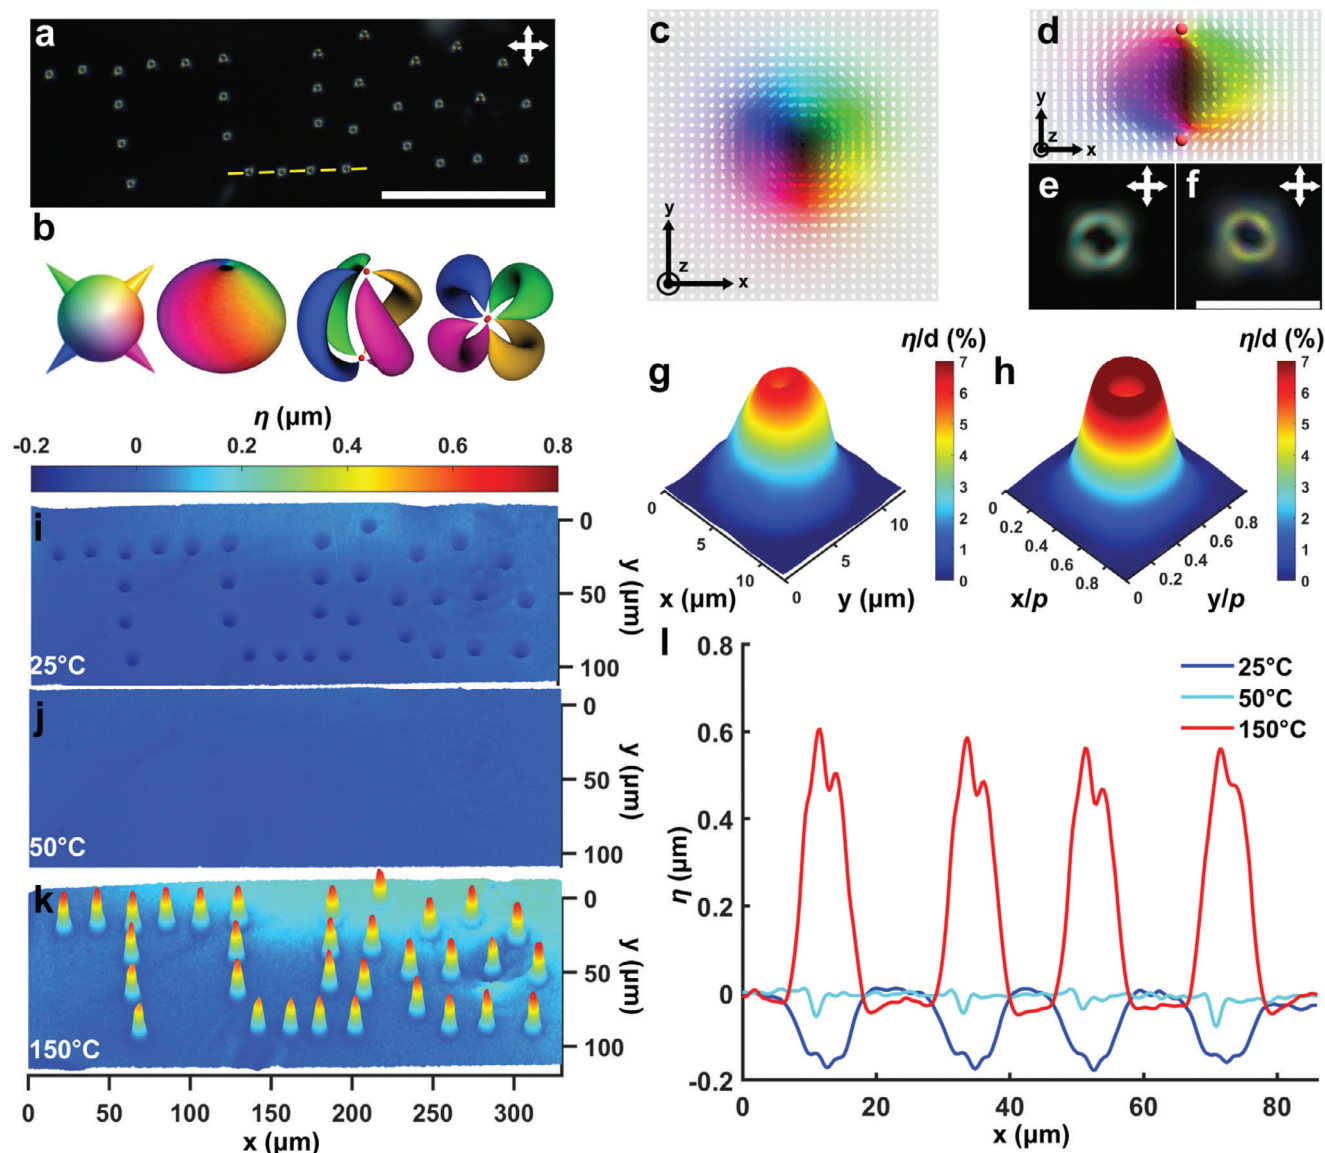 a
b
c
y
z
x
d
y
z
x
e
f
g
η/d (%)
7
6
5
4
3
2
1
0
0
5
10
x (µm)
0
5
10
y (µm)
h
η/d (%)
7
6
5
4
3
2
1
0
0
0.2
0.4
0.6
0.8
x/p
0
0.2
0.4
0.6
0.8
y/p
η (µm)
-0.2 0 0.2 0.4 0.6 0.8
i
25°C
0
50
100
y (µm)
j
50°C
0
50
100
y (µm)
k
150°C
0
50
100
y (µm)
0 50 100 150 200 250 300
x (µm)
l
25°C
50°C
150°C
0.8
0.6
0.4
0.2
0
-0.2
η (µm)
0 20 40 60 80
x (µm)